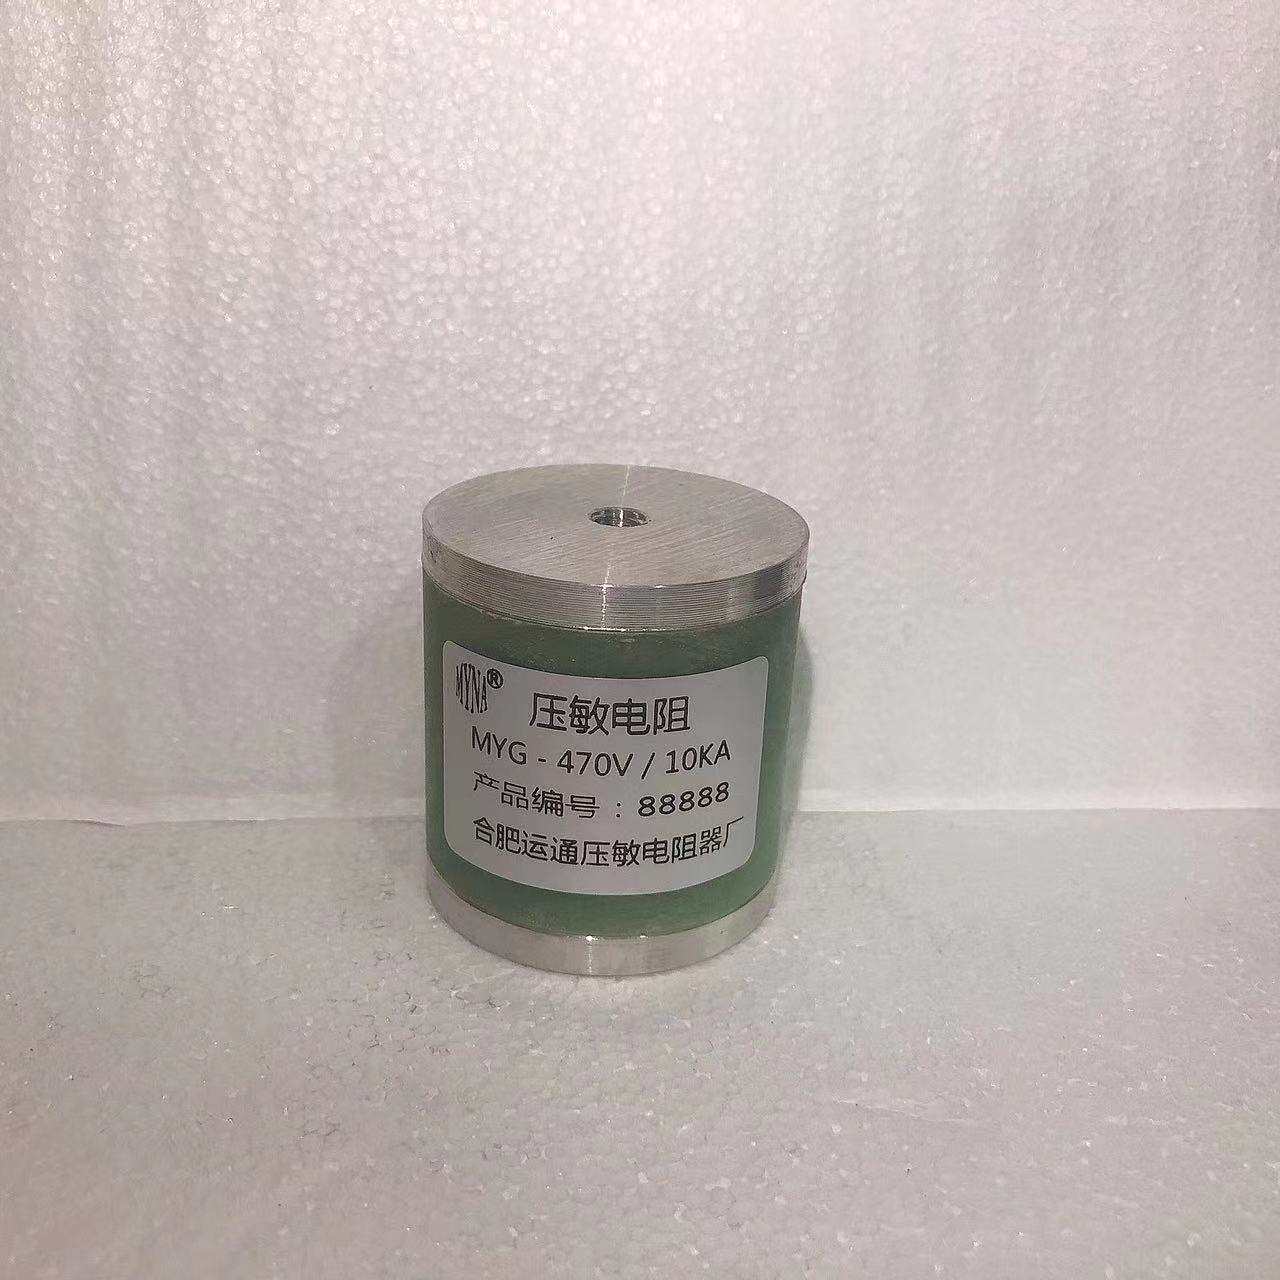 MYNA®
压敏电阻
MYG - 470V / 10KA
产品编号：88888
合肥运通压敏电阻器厂